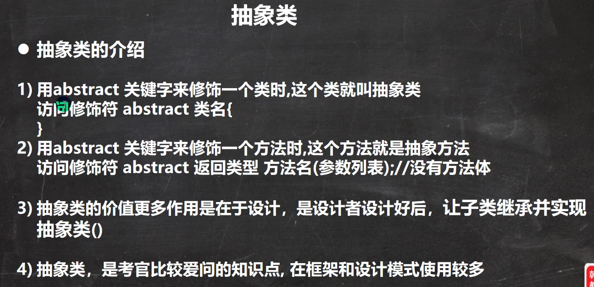 抽象类
● 抽象类的介绍
1) 用abstract 关键字来修饰一个类时,这个类就叫抽象类
访问修饰符 abstract 类名{
}
2) 用abstract 关键字来修饰一个方法时,这个方法就是抽象方法
访问修饰符 abstract 返回类型 方法名(参数列表);//没有方法体
3) 抽象类的价值更多作用是在于设计，是设计者设计好后，让子类继承并实现
抽象类()
4) 抽象类，是考官比较爱问的知识点, 在框架和设计模式使用较多